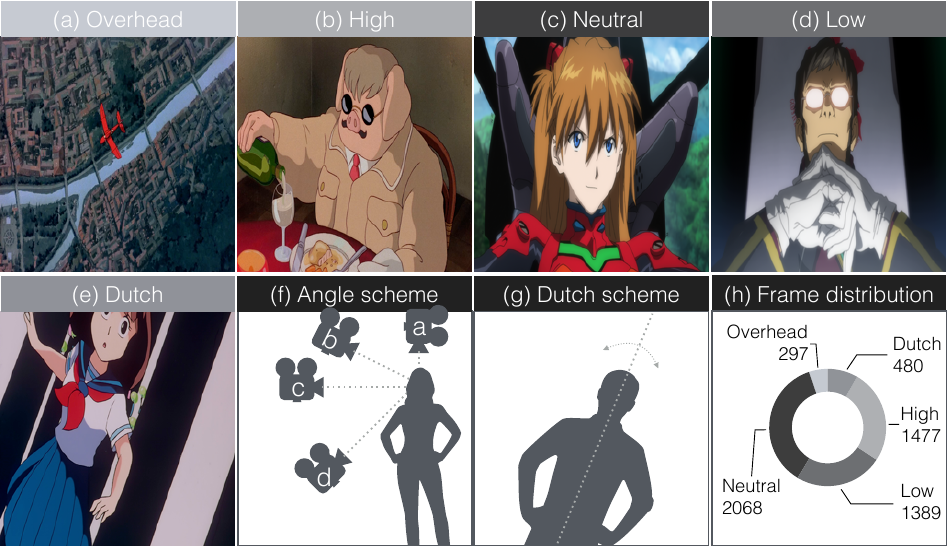 (a) Overhead
(b) High
(c) Neutral
(d) Low
(e) Dutch
(f) Angle scheme
(g) Dutch scheme
(h) Frame distribution
a
b
c
d
Overhead
297
Dutch
480
High
1477
Neutral
2068
Low
1389